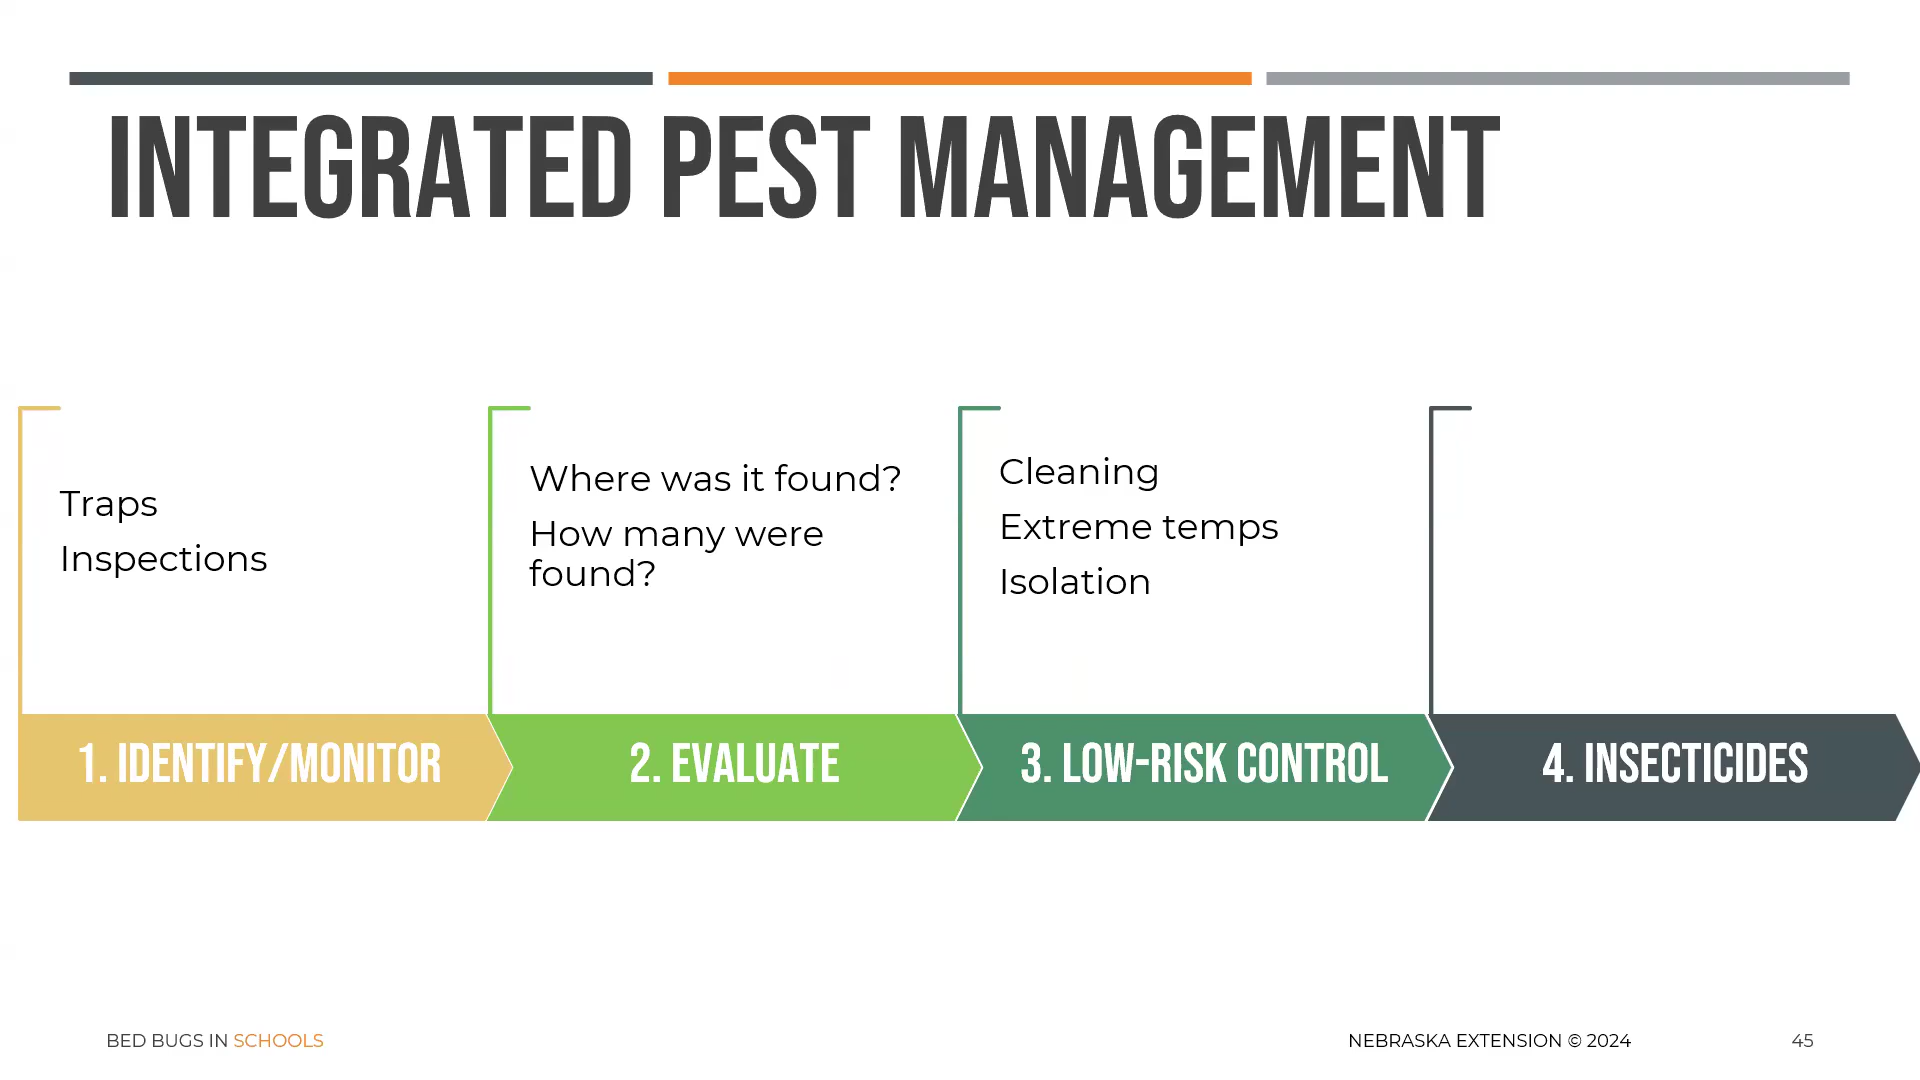 INTEGRATED PEST MANAGEMENT
Traps
Inspections
Where was it found?
How many were
found?
Cleaning
Extreme temps
Isolation
1. IDENTIFY/MONITOR
2. EVALUATE
3. LOW-RISK CONTROL
4. INSECTICIDES
BED BUGS IN SCHOOLS
NEBRASKA EXTENSION © 2024
45